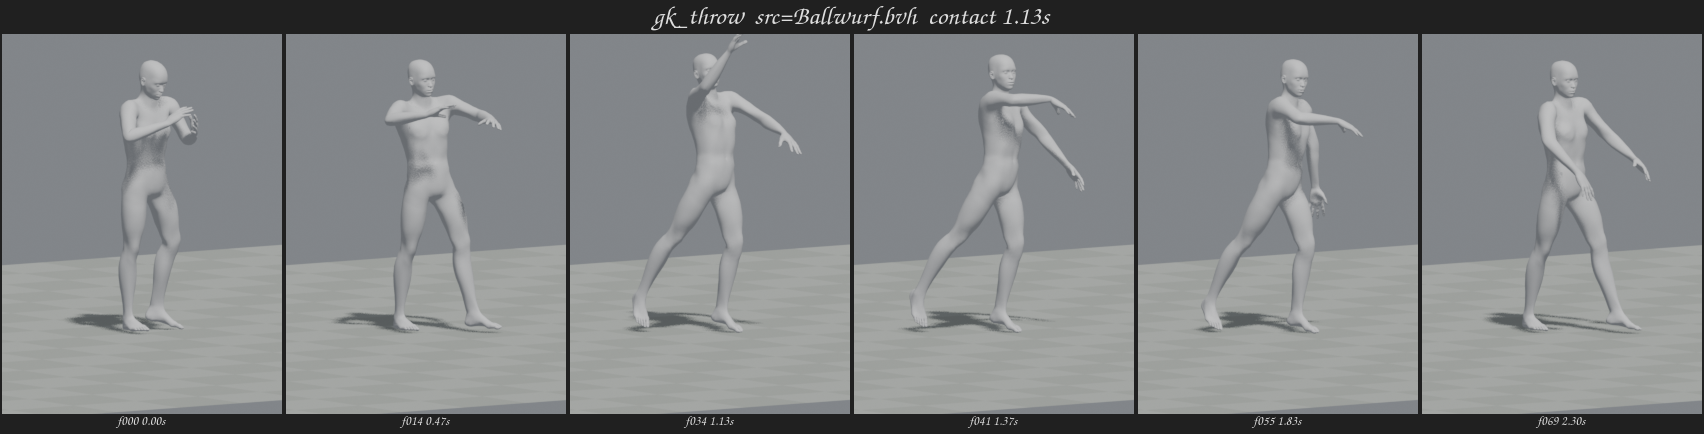 gk_throw src=Ballwurf.bvh contact 1.13s
f000 0.00s
f014 0.47s
f034 1.13s
f041 1.37s
f055 1.83s
f069 2.30s